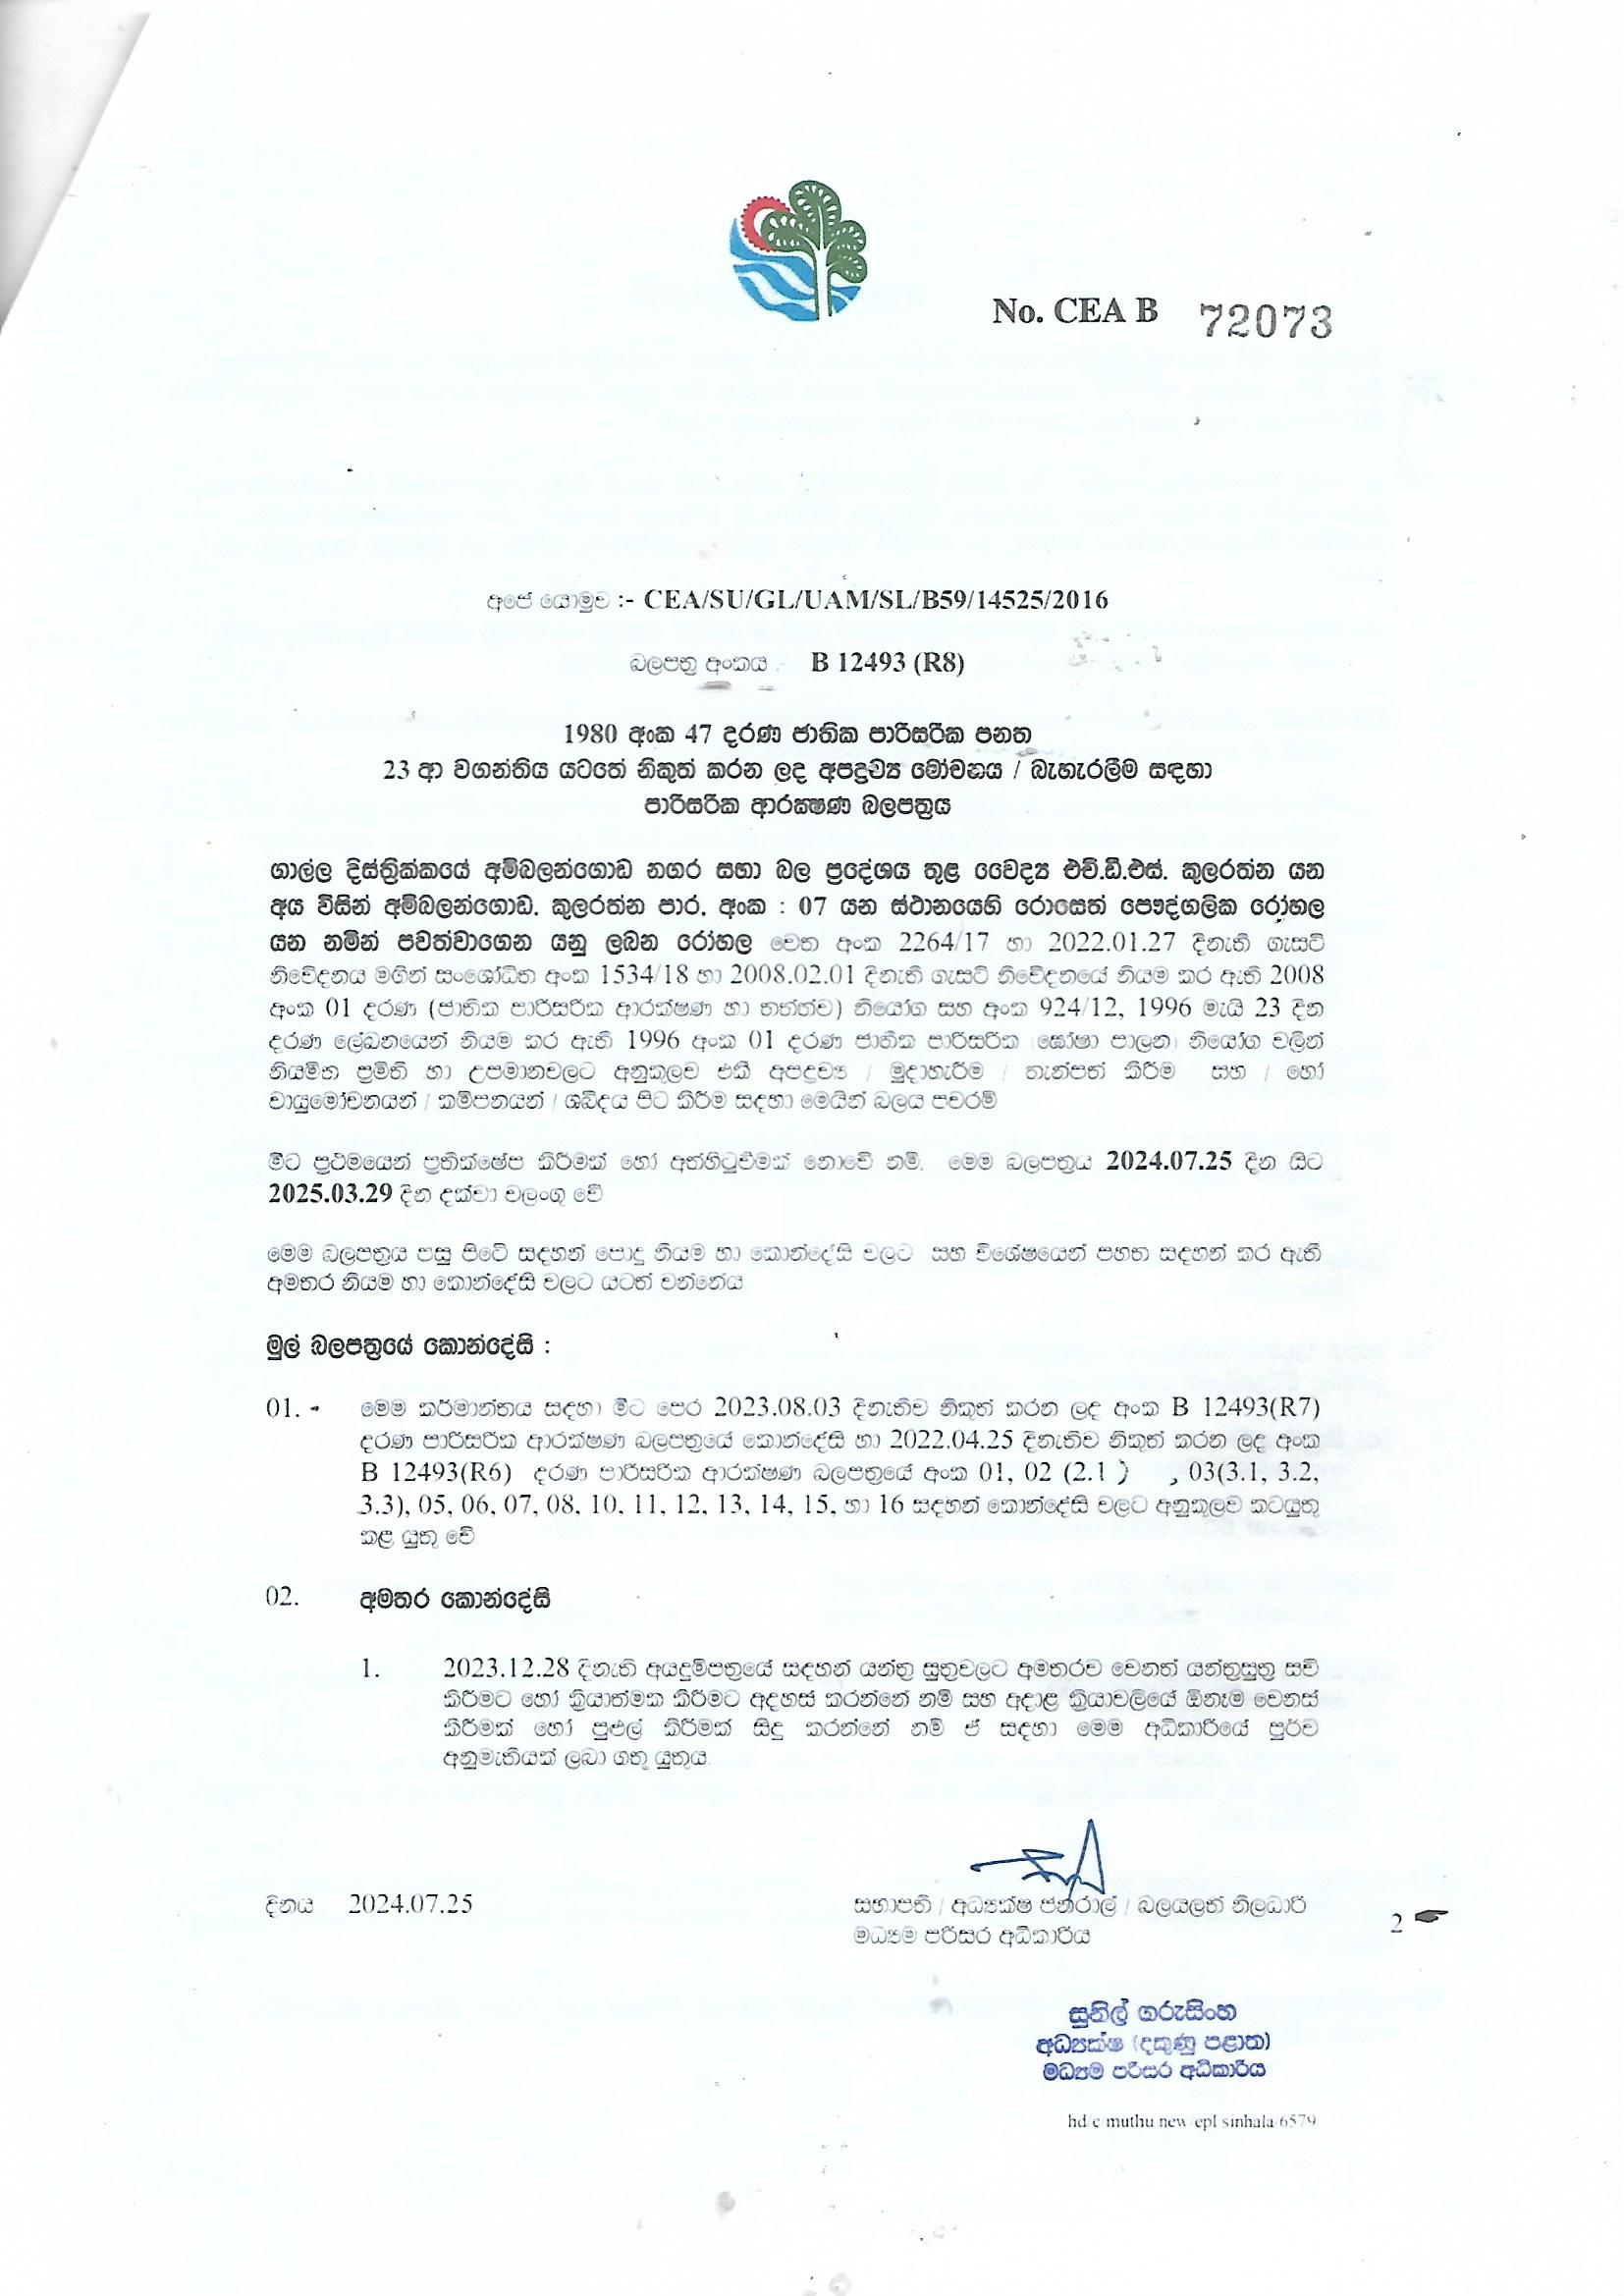 No. CEA B 72073
අපේ යොමුව :- CEA/SU/GL/UAM/SL/B59/14525/2016
බලපත්‍ර අංකය : B 12493 (R8)
1980 අංක 47 දරණ ජාතික පාරිසරික පනත
23 ආ වගන්තිය යටතේ නිකුත් කරන ලද අපද්‍රව්‍ය මෝචනය / බැහැරලීම සඳහා
පාරිසරික ආරක්‍ෂණ බලපත්‍රය
ගාල්ල දිස්ත්‍රික්කයේ අම්බලන්ගොඩ නගර සභා බල ප්‍රදේශය තුළ වෛද්‍ය එච්.ඩී.එස්. කුලරත්න යන
අය විසින් අම්බලන්ගොඩ, කුලරත්න පාර, අංක : 07 යන ස්ථානයෙහි රොසෙත් පෞද්ගලික රෝහල
යන නමින් පවත්වාගෙන යනු ලබන රෝහල වෙත අංක 2264/17 හා 2022.01.27 දිනැති ගැසට්
නිවේදනය මගින් සංශෝධිත අංක 1534/18 හා 2008.02.01 දිනැති ගැසට් නිවේදනයේ නියම කර ඇති 2008
අංක 01 දරණ (ජාතික පාරිසරික ආරක්ෂණ හා තත්ත්ව) නියෝග සහ අංක 924/12, 1996 මැයි 23 දින
දරණ ලේඛනයෙන් නියම කර ඇති 1996 අංක 01 දරණ ජාතික පාරිසරික (ඝෝෂා පාලන) නියෝග වලින්
නියමිත ප්‍රමිති හා උපමානවලට අනුකූලව එකී අපද්‍රව්‍ය / මුදාහැරීම / තැන්පත් කිරීම සහ / හෝ
වායුමෝචනයන් / කම්පනයන් / ශබ්දය පිට කිරීම සඳහා මෙයින් බලය පවරමි
මීට ප්‍රථමයෙන් ප්‍රතික්ෂේප කිරීමක් හෝ අත්හිටුවීමක් නොවේ නම්, මෙම බලපත්‍රය 2024.07.25 දින සිට
2025.03.29 දින දක්වා වලංගු වේ
මෙම බලපත්‍රය පසු පිටේ සඳහන් පොදු නියම හා කොන්දේසි වලට සහ විශේෂයෙන් පහත සඳහන් කර ඇති
අමතර නියම හා කොන්දේසි වලට යටත් වන්නේය
මුල් බලපත්‍රයේ කොන්දේසි :
01. - මෙම කර්මාන්තය සඳහා මීට පෙර 2023.08.03 දිනැතිව නිකුත් කරන ලද අංක B 12493(R7)
දරණ පාරිසරික ආරක්ෂණ බලපත්‍රයේ කොන්දේසි හා 2022.04.25 දිනැතිව නිකුත් කරන ලද අංක
B 12493(R6) දරණ පාරිසරික ආරක්ෂණ බලපත්‍රයේ අංක 01, 02 (2.1 ) , 03(3.1, 3.2,
3.3), 05, 06, 07, 08, 10, 11, 12, 13, 14, 15, හා 16 සඳහන් කොන්දේසි වලට අනුකූලව කටයුතු
කළ යුතු වේ
02. අමතර කොන්දේසි
1. 2023.12.28 දිනැති අයදුම්පත්‍රයේ සඳහන් යන්ත්‍ර සූත්‍රවලට අමතරව වෙනත් යන්ත්‍රසූත්‍ර සවි
කිරීමට හෝ ක්‍රියාත්මක කිරීමට අදහස් කරන්නේ නම් සහ අදාළ ක්‍රියාවලියේ ඕනෑම වෙනස්
කිරීමක් හෝ පුළුල් කිරීමක් සිදු කරන්නේ නම් ඒ සඳහා මෙම අධිකාරියේ පූර්ව
අනුමැතියක් ලබා ගත යුතුය
දිනය 2024.07.25
සභාපති / අධ්‍යක්ෂ ජනරාල් / බලයලත් නිලධාරි
මධ්‍යම පරිසර අධිකාරිය
2
සුනිල් ගරුසිංහ
අධ්‍යක්ෂ (දකුණු පළාත)
මධ්‍යම පරිසර අධිකාරිය
hd/c/muthu new/epl sinhala/6579